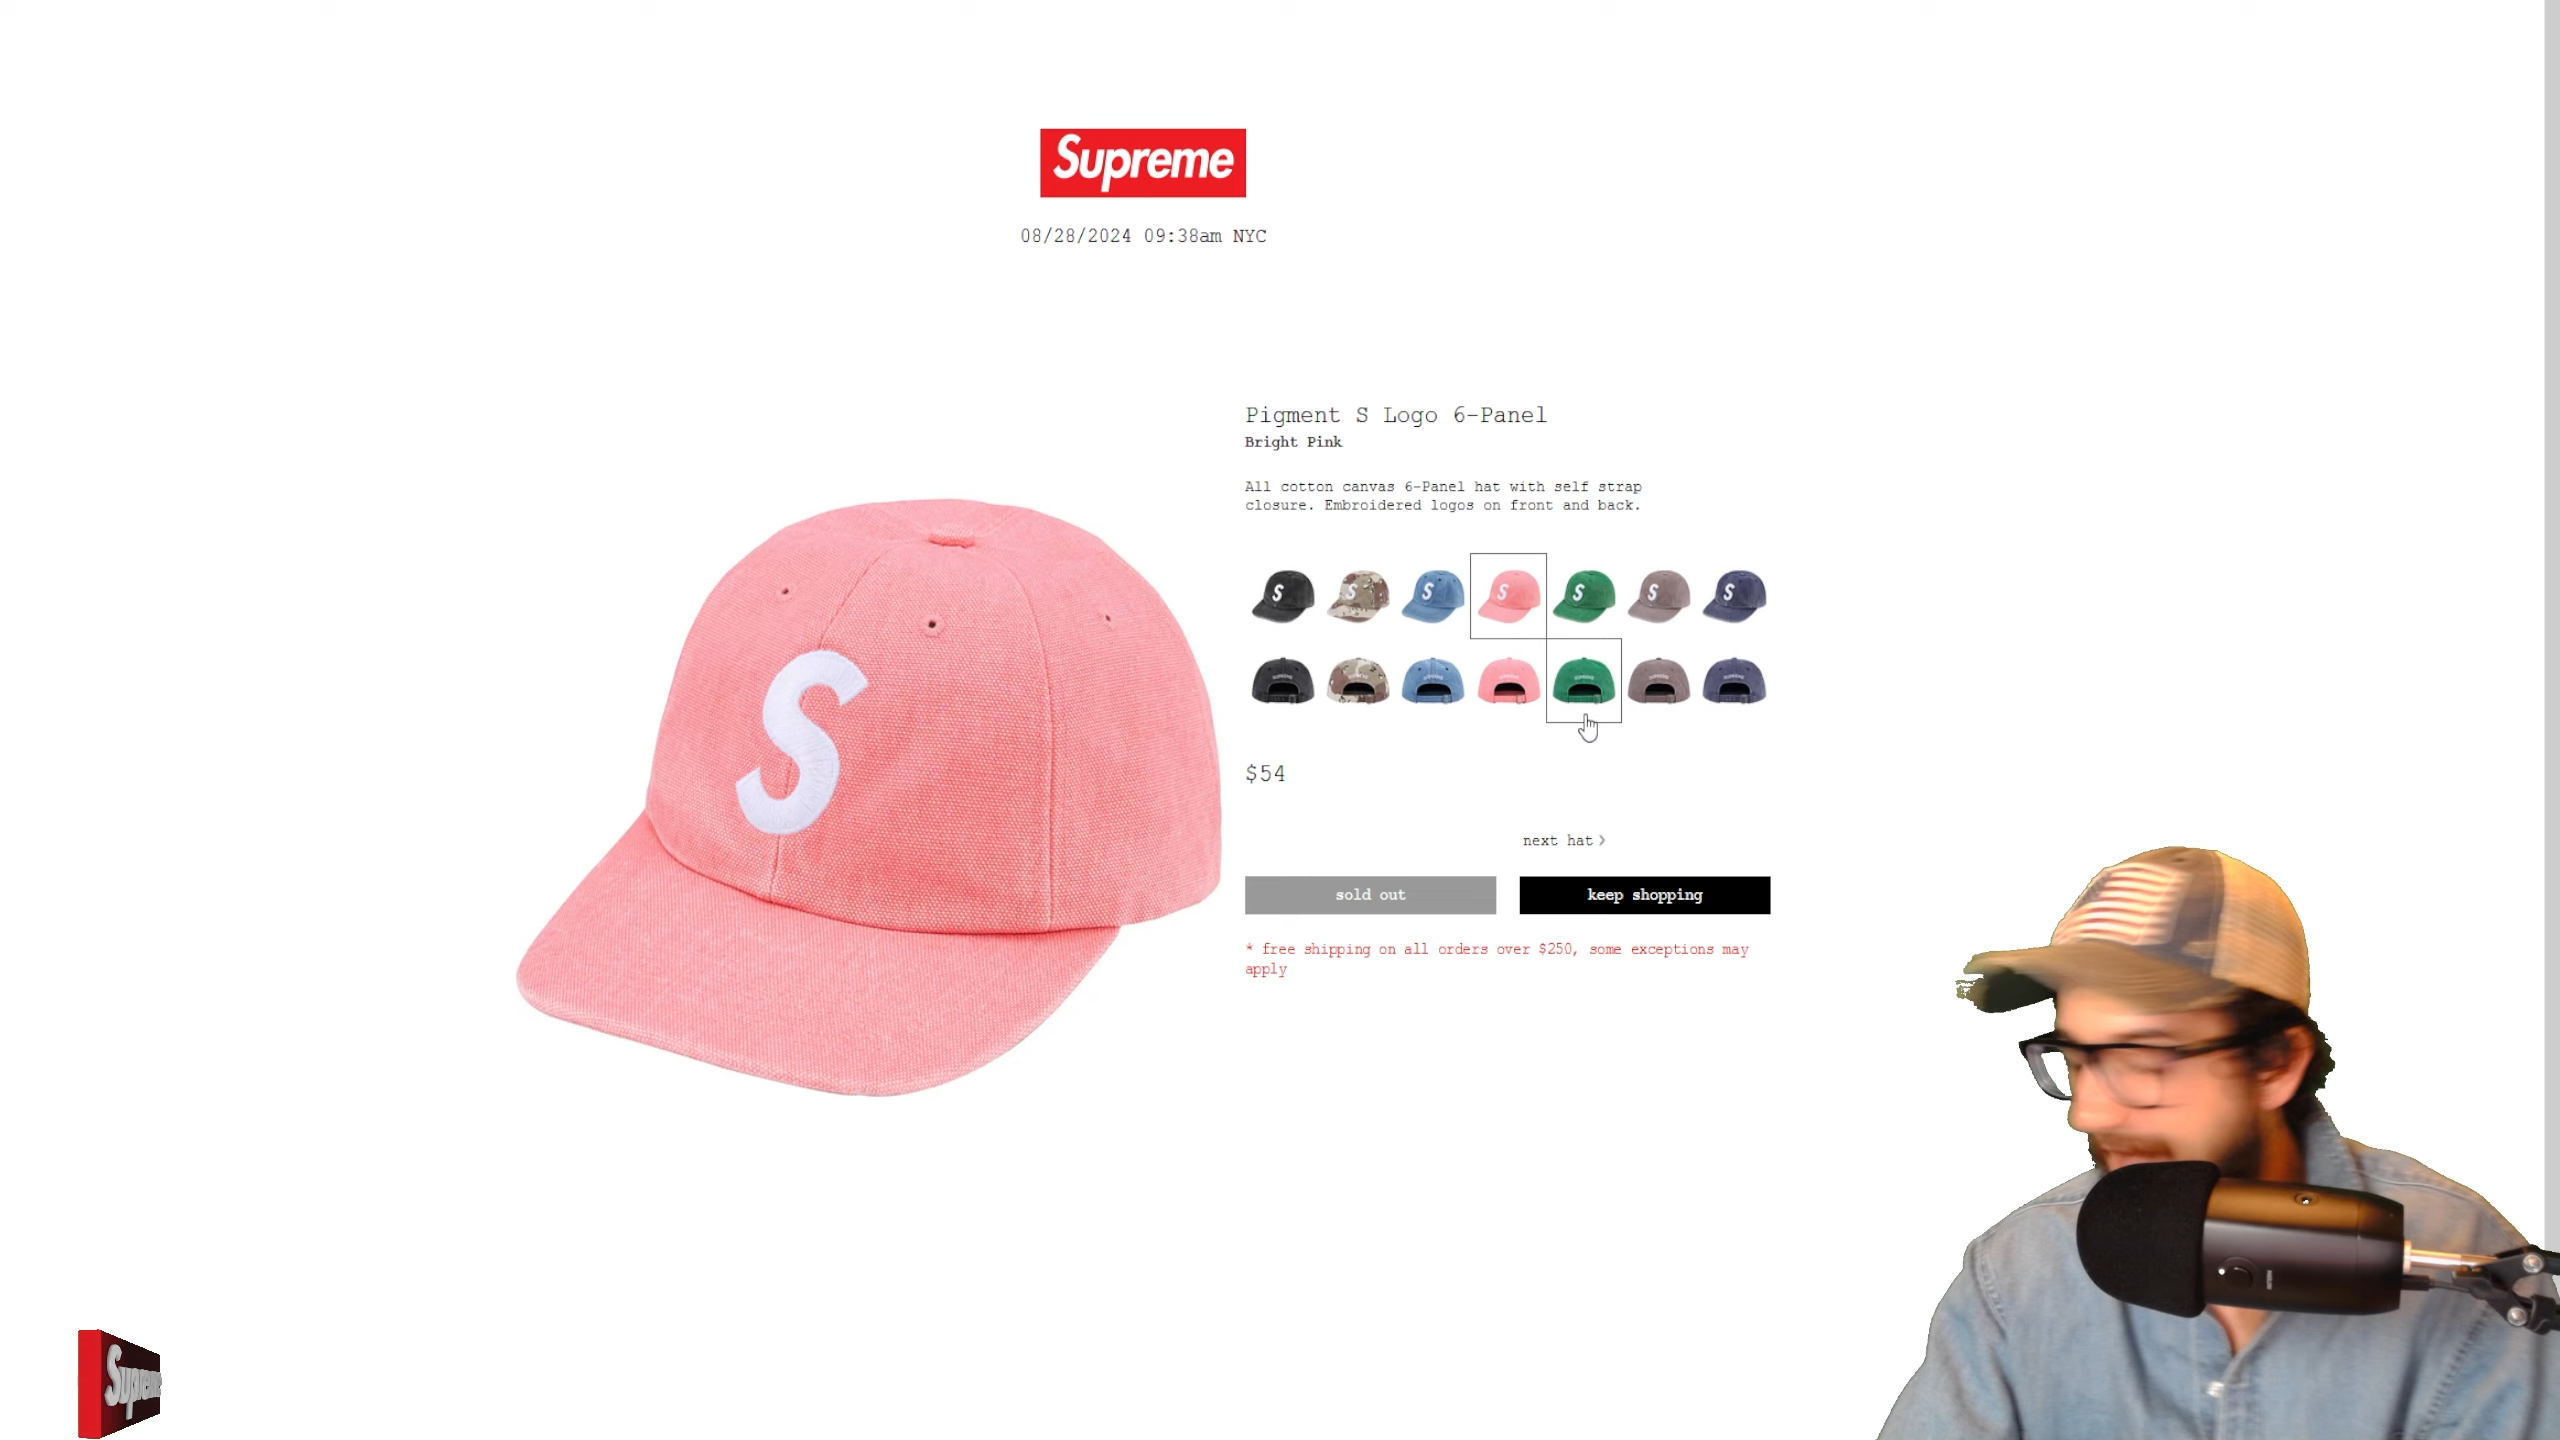 Supreme
08/28/2024 09:38am NYC
Pigment S Logo 6-Panel
Bright Pink
All cotton canvas 6-Panel hat with self strap
closure. Embroidered logos on front and back.
S
S
S
S
S
S
S
S
$54
next hat >
sold out
keep shopping
* free shipping on all orders over $250, some exceptions may
apply
Supreme